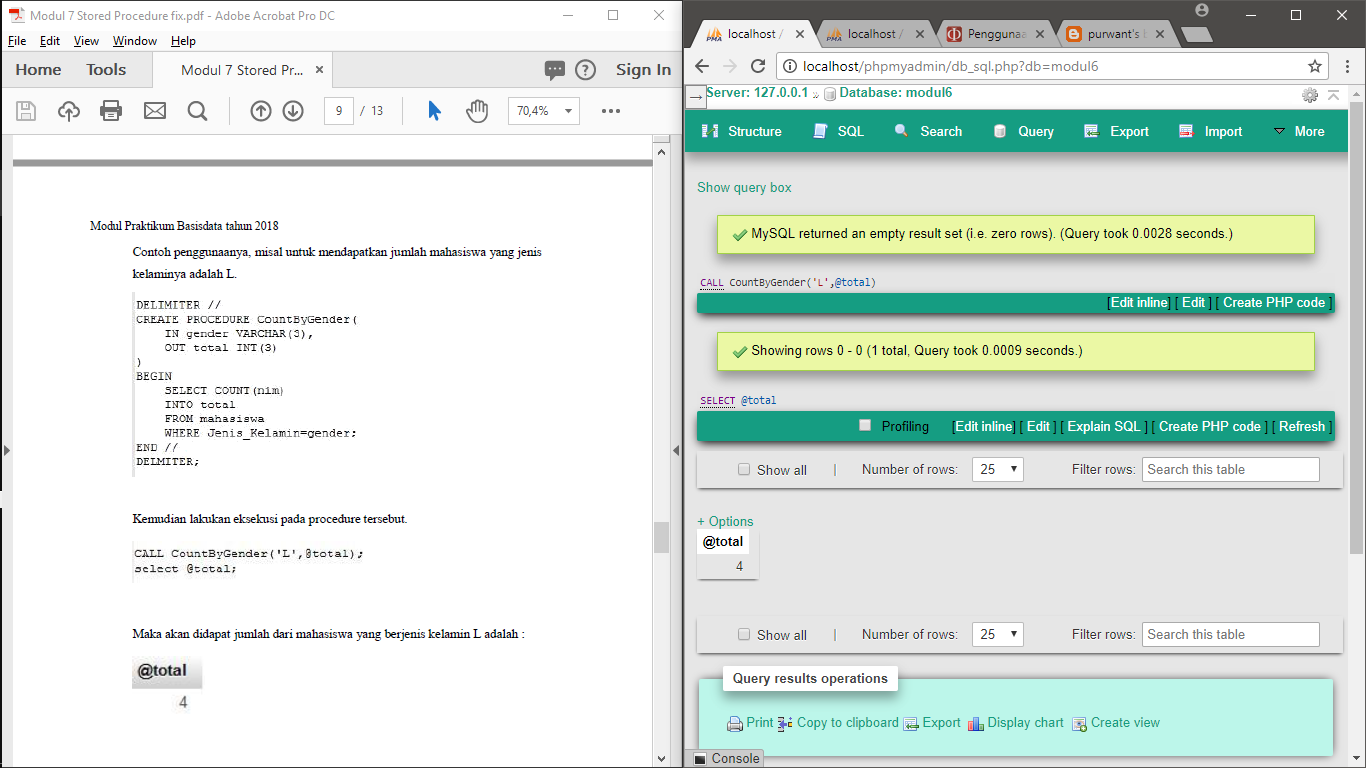 Modul 7 Stored Procedure fix.pdf - Adobe Acrobat Pro DC
File Edit View Window Help
Home Tools Modul 7 Stored Pr... × Sign In
9 / 13 70,4%
Modul Praktikum Basisdata tahun 2018
Contoh penggunaanya, misal untuk mendapatkan jumlah mahasiswa yang jenis
kelaminya adalah L.
DELIMITER //
CREATE PROCEDURE CountByGender(
IN gender VARCHAR(3),
OUT total INT(3)
)
BEGIN
SELECT COUNT(nim)
INTO total
FROM mahasiswa
WHERE Jenis_Kelamin=gender;
END //
DELMITER;
Kemudian lakukan eksekusi pada procedure tersebut.
CALL CountByGender('L',@total);
select @total;
Maka akan didapat jumlah dari mahasiswa yang berjenis kelamin L adalah :
@total
4
localhost / localhost / Penggunaa purwant's
localhost/phpmyadmin/db_sql.php?db=modul6
Server: 127.0.0.1 » Database: modul6
Structure SQL Search Query Export Import More
Show query box
MySQL returned an empty result set (i.e. zero rows). (Query took 0.0028 seconds.)
CALL CountByGender('L',@total)
[Edit inline] [ Edit ] [ Create PHP code ]
Showing rows 0 - 0 (1 total, Query took 0.0009 seconds.)
SELECT @total
Profiling [Edit inline] [ Edit ] [ Explain SQL ] [ Create PHP code ] [ Refresh ]
Show all | Number of rows: 25 Filter rows: Search this table
+ Options
@total
4
Show all | Number of rows: 25 Filter rows: Search this table
Query results operations
Print Copy to clipboard Export Display chart Create view
Console